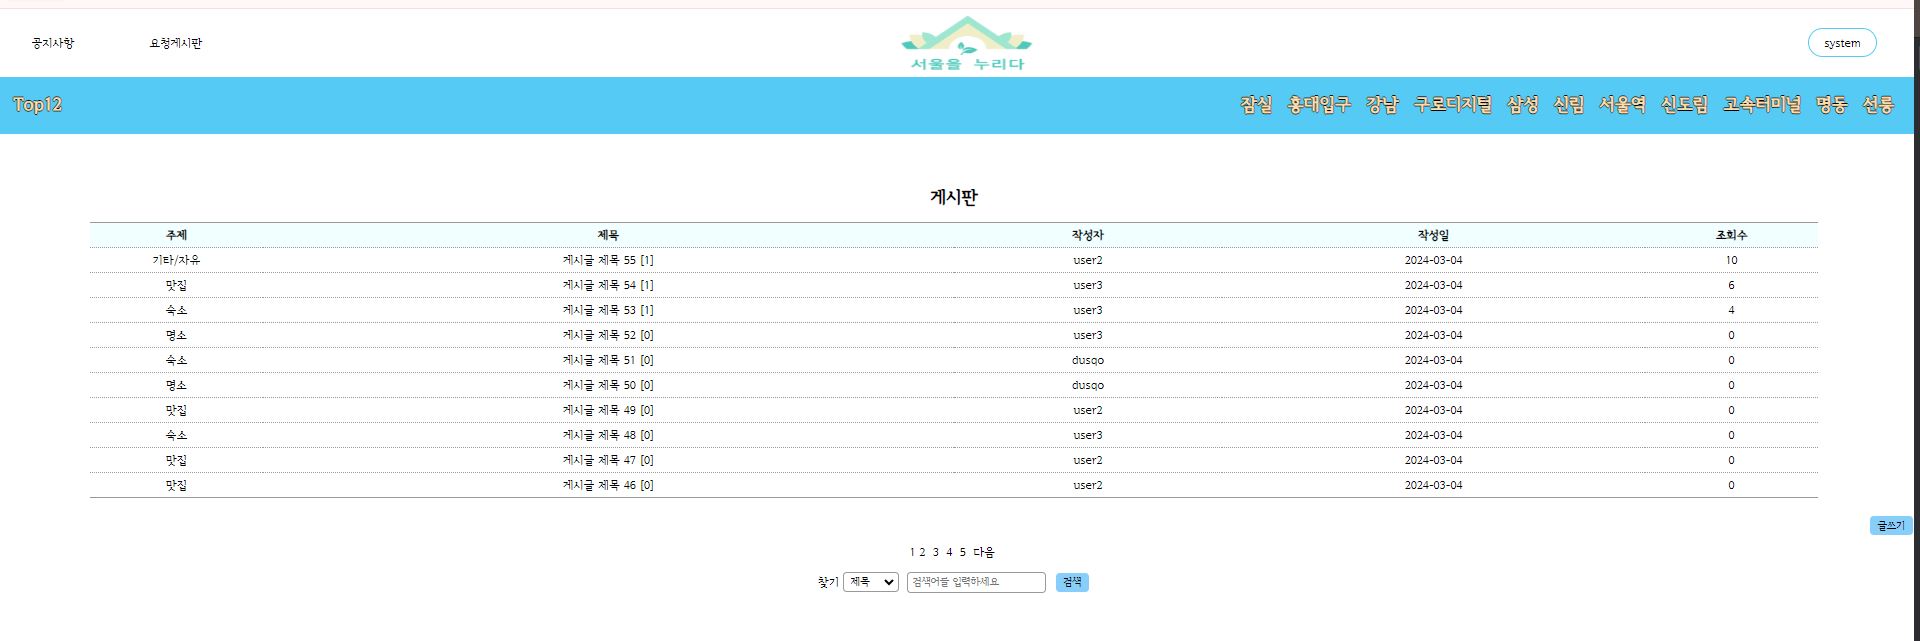 공지사항 요청게시판 서울을 누리다 system
Top12 잠실 홍대입구 강남 구로디지털 삼성 신림 서울역 신도림 고속터미널 명동 선릉
게시판
주제 제목 작성자 작성일 조회수
기타/자유 게시글 제목 55 [1] user2 2024-03-04 10
맛집 게시글 제목 54 [1] user3 2024-03-04 6
숙소 게시글 제목 53 [1] user3 2024-03-04 4
명소 게시글 제목 52 [0] user3 2024-03-04 0
숙소 게시글 제목 51 [0] dusqo 2024-03-04 0
명소 게시글 제목 50 [0] dusqo 2024-03-04 0
맛집 게시글 제목 49 [0] user2 2024-03-04 0
숙소 게시글 제목 48 [0] user3 2024-03-04 0
맛집 게시글 제목 47 [0] user2 2024-03-04 0
맛집 게시글 제목 46 [0] user2 2024-03-04 0
글쓰기
1 2 3 4 5 다음
찾기 제목 검색어를 입력하세요 검색